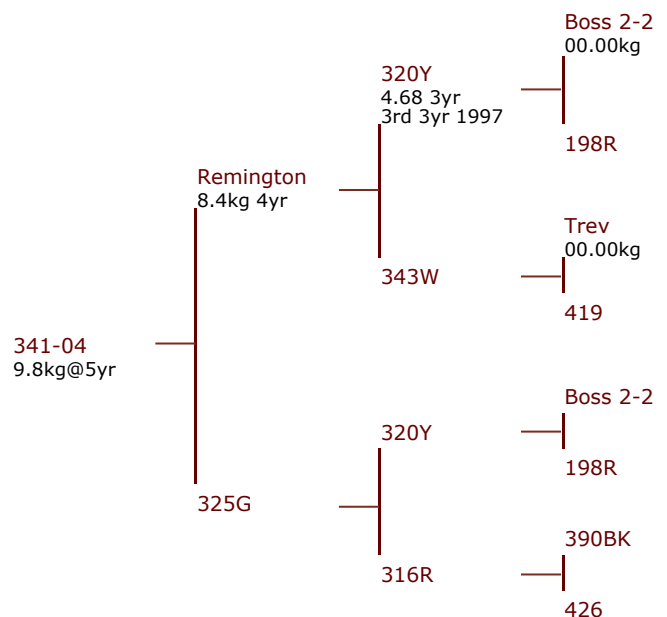 Boss 2-2
00.00kg
320Y
4.68 3yr
3rd 3yr 1997
198R
Remington
8.4kg 4yr
Trev
00.00kg
343W
419
341-04
9.8kg@5yr
Boss 2-2
320Y
198R
325G
390BK
316R
426